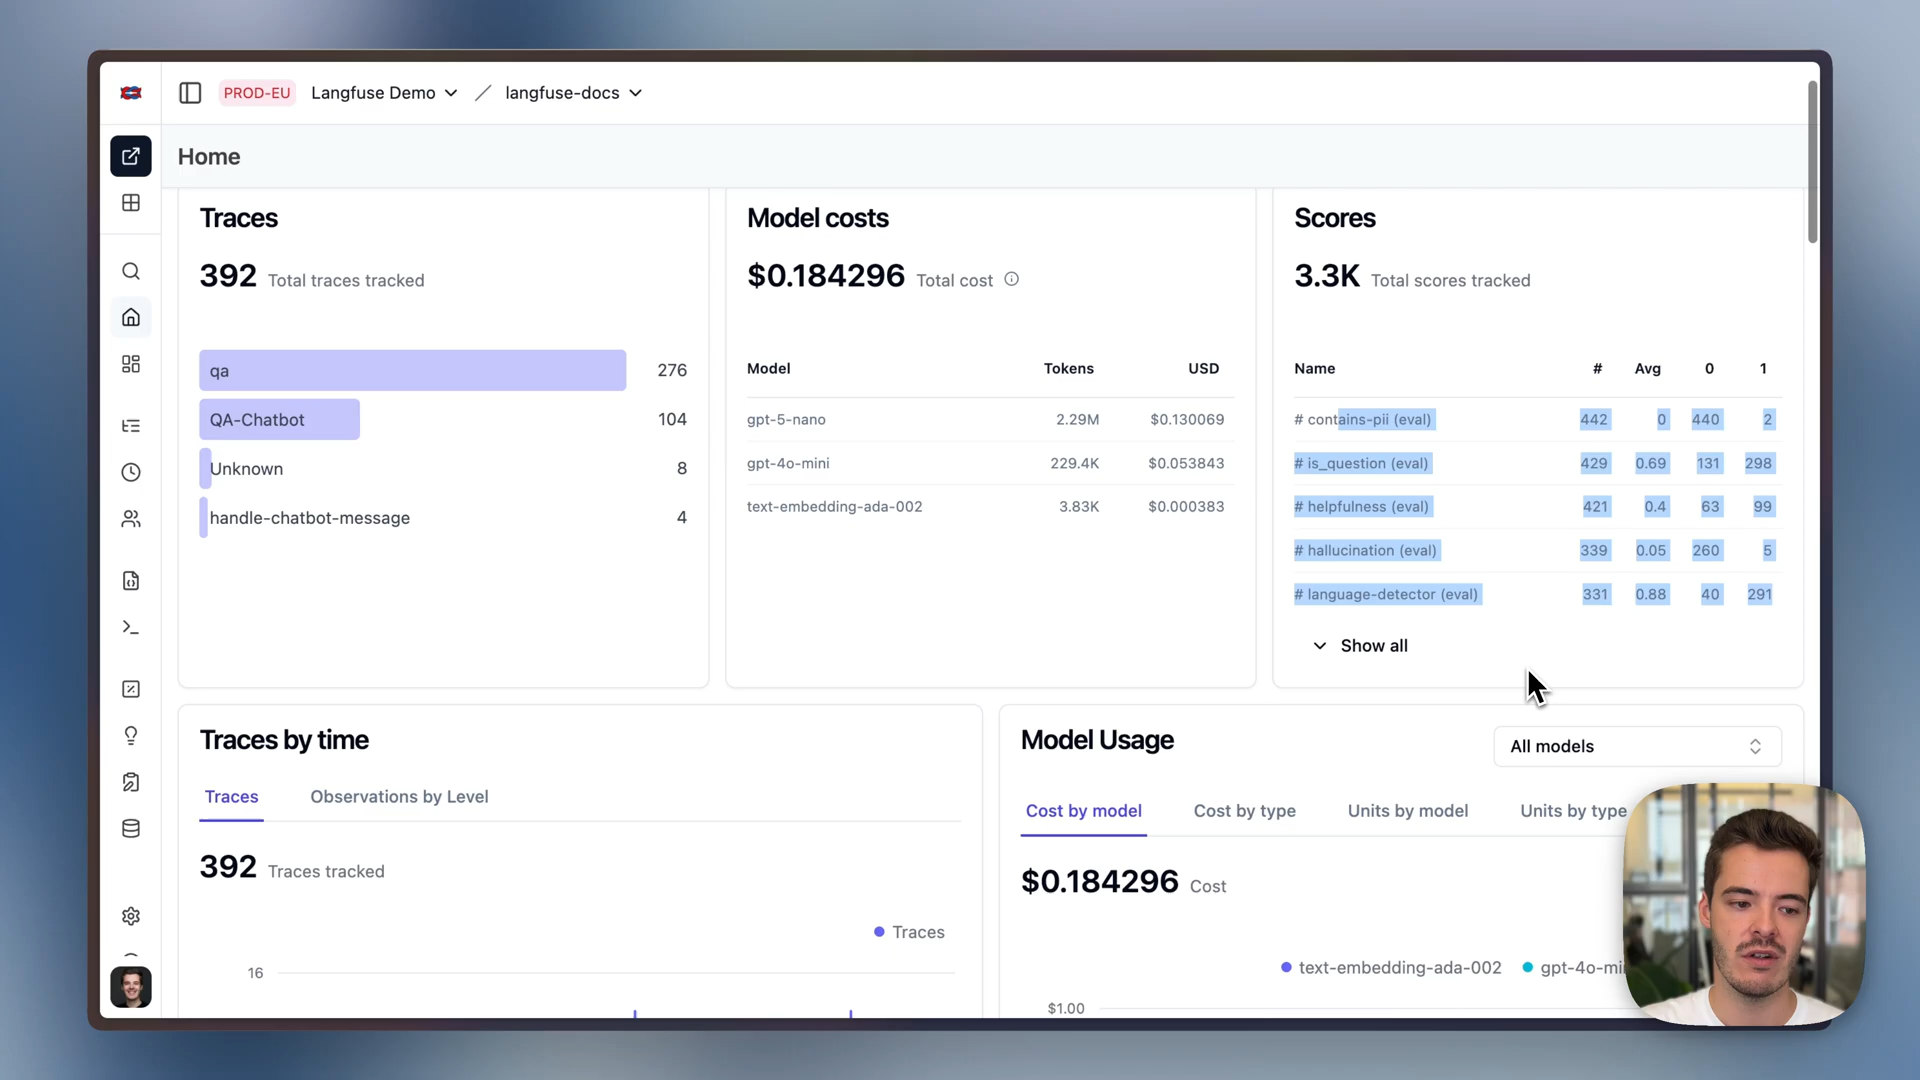 PROD-EU Langfuse Demo langfuse-docs
Home
Traces
392 Total traces tracked
qa 276
QA-Chatbot 104
Unknown 8
handle-chatbot-message 4
Model costs
$0.184296 Total cost
Model Tokens USD
gpt-5-nano 2.29M $0.130069
gpt-4o-mini 229.4K $0.053843
text-embedding-ada-002 3.83K $0.000383
Scores
3.3K Total scores tracked
Name # Avg 0 1
# contains-pii (eval) 442 0 440 2
# is_question (eval) 429 0.69 131 298
# helpfulness (eval) 421 0.4 63 99
# hallucination (eval) 339 0.05 260 5
# language-detector (eval) 331 0.88 40 291
Show all
Traces by time
Traces Observations by Level
392 Traces tracked
Traces
16
Model Usage
All models
Cost by model Cost by type Units by model Units by type
$0.184296 Cost
text-embedding-ada-002 gpt-4o-mi
$1.00